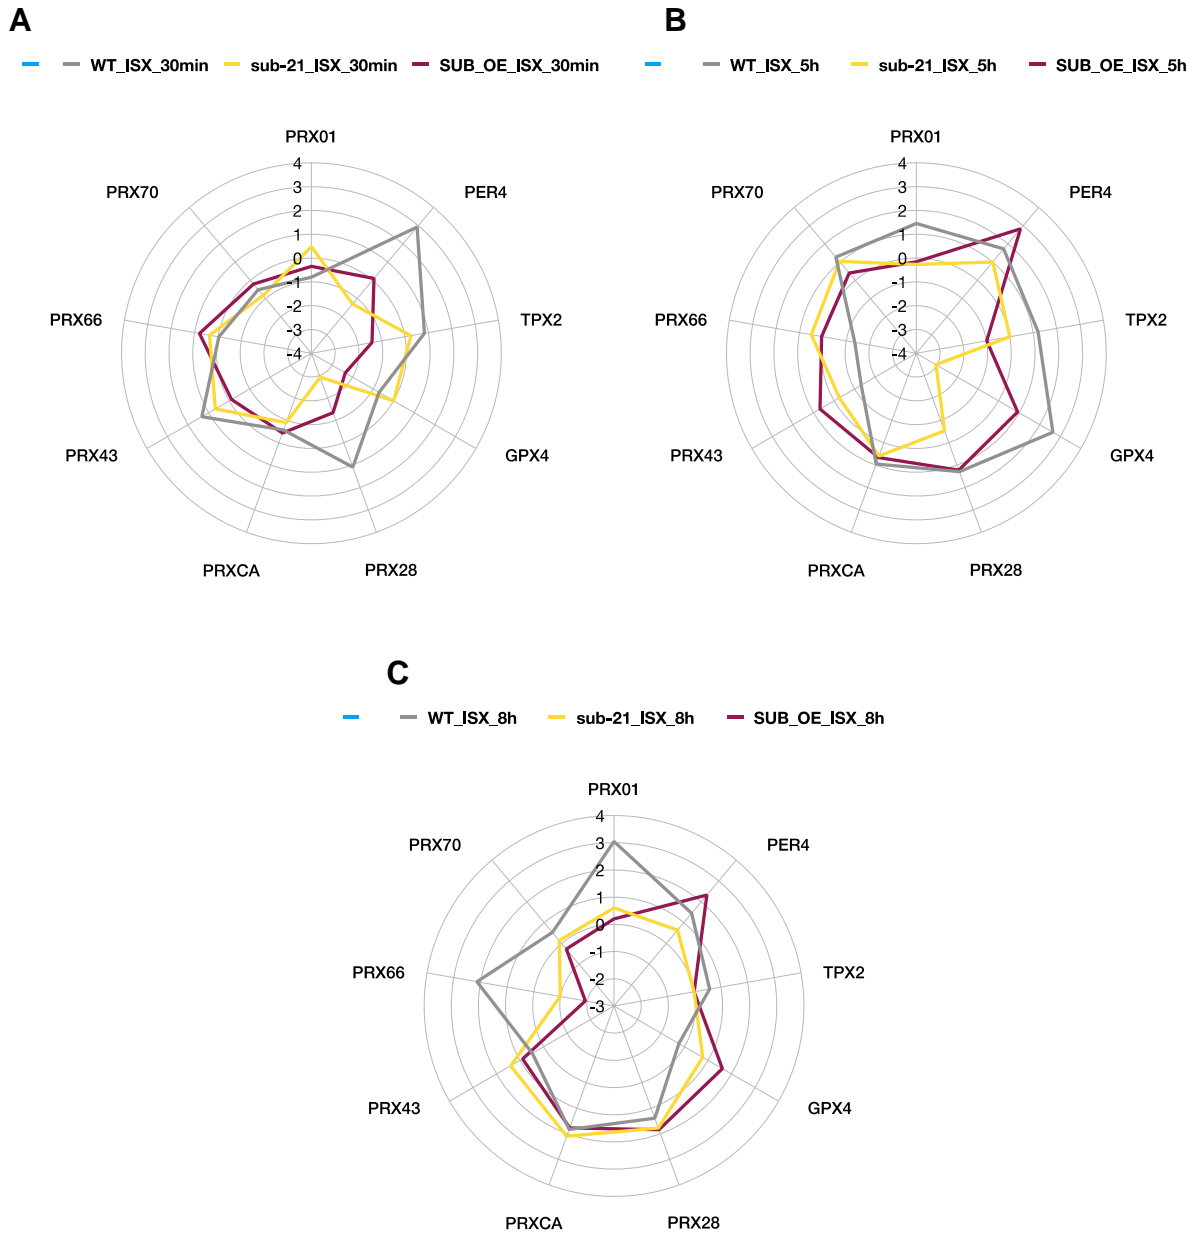 A
WT_ISX_30min sub-21_ISX_30min SUB_OE_ISX_30min
PRX01
PER4
TPX2
GPX4
PRX28
PRXCA
PRX43
PRX66
PRX70
4
3
2
1
0
-1
-2
-3
-4
B
WT_ISX_5h sub-21_ISX_5h SUB_OE_ISX_5h
PRX01
PER4
TPX2
GPX4
PRX28
PRXCA
PRX43
PRX66
PRX70
4
3
2
1
0
-1
-2
-3
-4
C
WT_ISX_8h sub-21_ISX_8h SUB_OE_ISX_8h
PRX01
PER4
TPX2
GPX4
PRX28
PRXCA
PRX43
PRX66
PRX70
4
3
2
1
0
-1
-2
-3